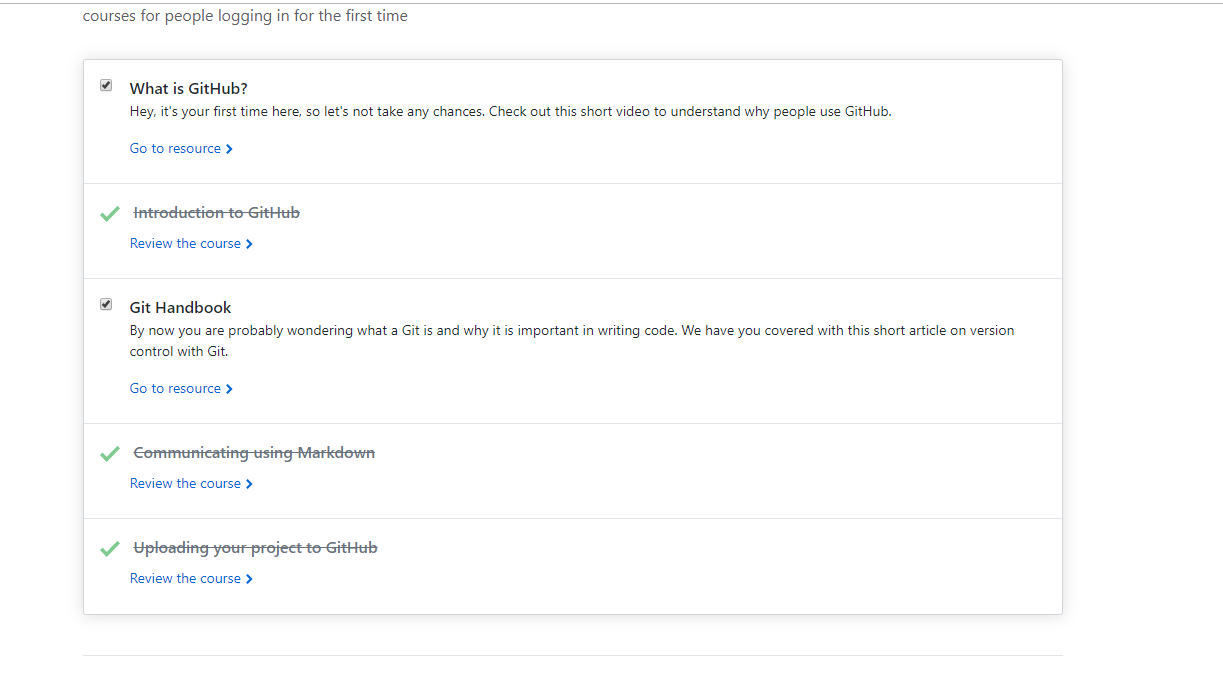 courses for people logging in for the first time
What is GitHub?
Hey, it's your first time here, so let's not take any chances. Check out this short video to understand why people use GitHub.
Go to resource
Introduction to GitHub
Review the course
Git Handbook
By now you are probably wondering what a Git is and why it is important in writing code. We have you covered with this short article on version
control with Git.
Go to resource
Communicating using Markdown
Review the course
Uploading your project to GitHub
Review the course